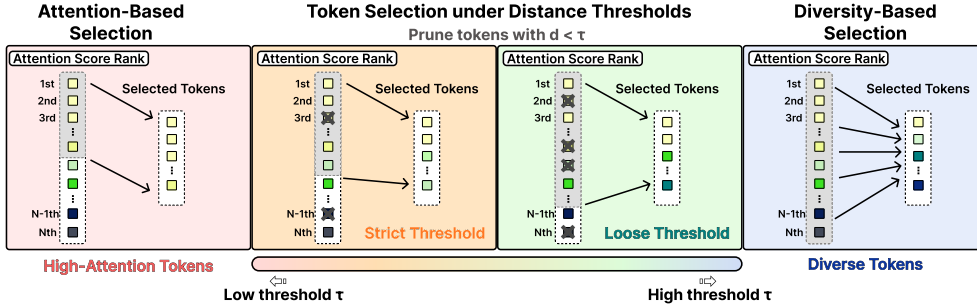 Attention-Based
Selection
Token Selection under Distance Thresholds
Prune tokens with d < τ
Diversity-Based
Selection
Attention Score Rank
1st
2nd
3rd
N-1th
Nth
Selected Tokens
Attention Score Rank
1st
2nd
3rd
N-1th
Nth
Selected Tokens
Strict Threshold
Attention Score Rank
1st
2nd
3rd
N-1th
Nth
Selected Tokens
Loose Threshold
Attention Score Rank
1st
2nd
3rd
N-1th
Nth
Selected Tokens
High-Attention Tokens
Diverse Tokens
Low threshold τ
High threshold τ